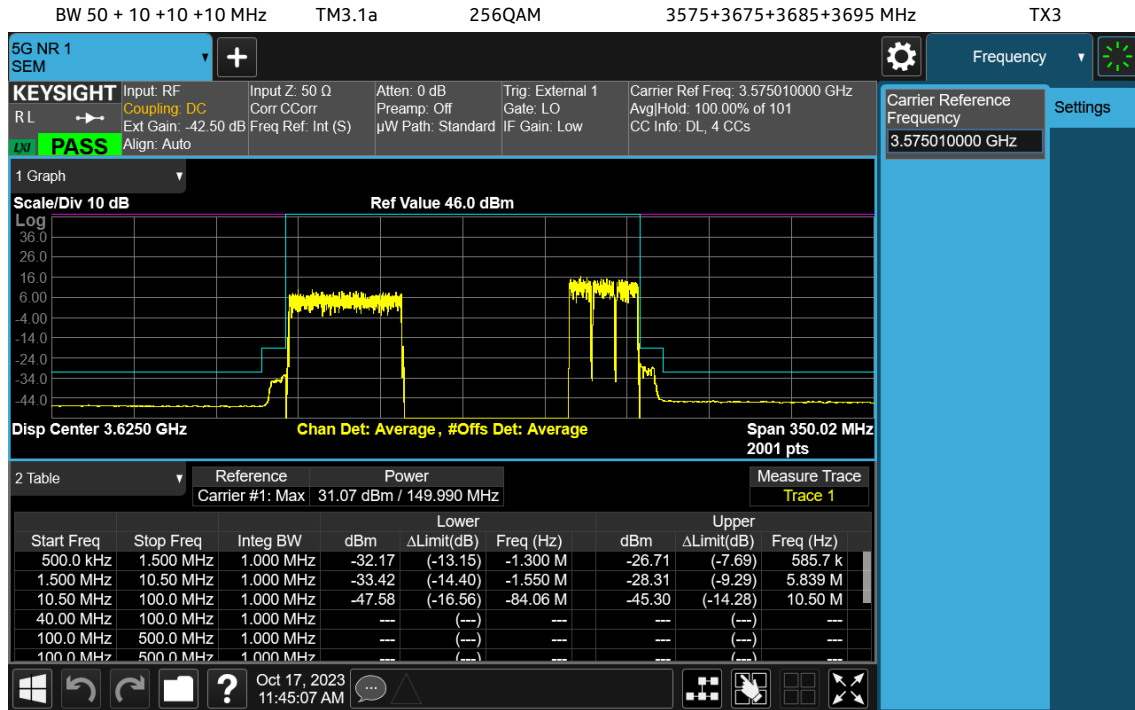 BW 50 + 10 +10 +10 MHz TM3.1a 256QAM 3575+3675+3685+3695 MHz TX3
5G NR 1
SEM
Frequency
KEYSIGHT
R L
LXI PASS
Input: RF
Coupling: DC
Ext Gain: -42.50 dB
Align: Auto
Input Z: 50 Ω
Corr CCorr
Freq Ref: Int (S)
Atten: 0 dB
Preamp: Off
µW Path: Standard
Trig: External 1
Gate: LO
IF Gain: Low
Carrier Ref Freq: 3.575010000 GHz
Avg|Hold: 100.00% of 101
CC Info: DL, 4 CCs
Carrier Reference
Frequency
3.575010000 GHz
Settings
1 Graph
Scale/Div 10 dB Ref Value 46.0 dBm
Log
36.0
26.0
16.0
6.00
-4.00
-14.0
-24.0
-34.0
-44.0
Disp Center 3.6250 GHz Chan Det: Average , #Offs Det: Average Span 350.02 MHz
2001 pts
2 Table
Reference Power
Carrier #1: Max 31.07 dBm / 149.990 MHz
Measure Trace
Trace 1
Lower Upper
Start Freq Stop Freq Integ BW dBm ΔLimit(dB) Freq (Hz) dBm ΔLimit(dB) Freq (Hz)
500.0 kHz 1.500 MHz 1.000 MHz -32.17 (-13.15) -1.300 M -26.71 (-7.69) 585.7 k
1.500 MHz 10.50 MHz 1.000 MHz -33.42 (-14.40) -1.550 M -28.31 (-9.29) 5.839 M
10.50 MHz 100.0 MHz 1.000 MHz -47.58 (-16.56) -84.06 M -45.30 (-14.28) 10.50 M
40.00 MHz 100.0 MHz 1.000 MHz --- (---) --- --- (---) ---
100.0 MHz 500.0 MHz 1.000 MHz --- (---) --- --- (---) ---
100.0 MHz 500.0 MHz 1.000 MHz --- (---) --- --- (---) ---
Oct 17, 2023
11:45:07 AM